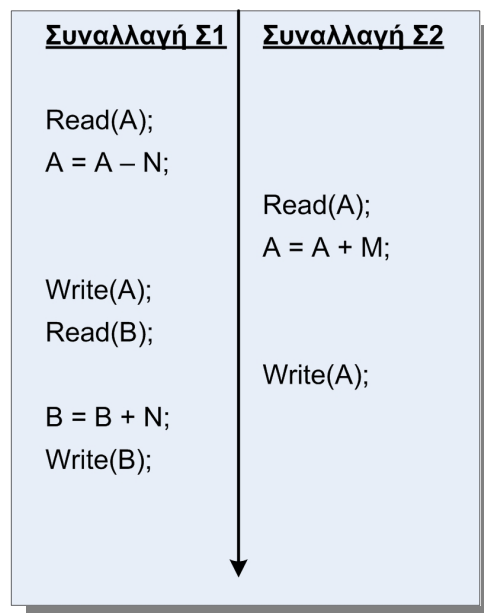 Συναλλαγή Σ1
Συναλλαγή Σ2
Read(A);
A = A – N;
Read(A);
A = A + M;
Write(A);
Read(B);
Write(A);
B = B + N;
Write(B);